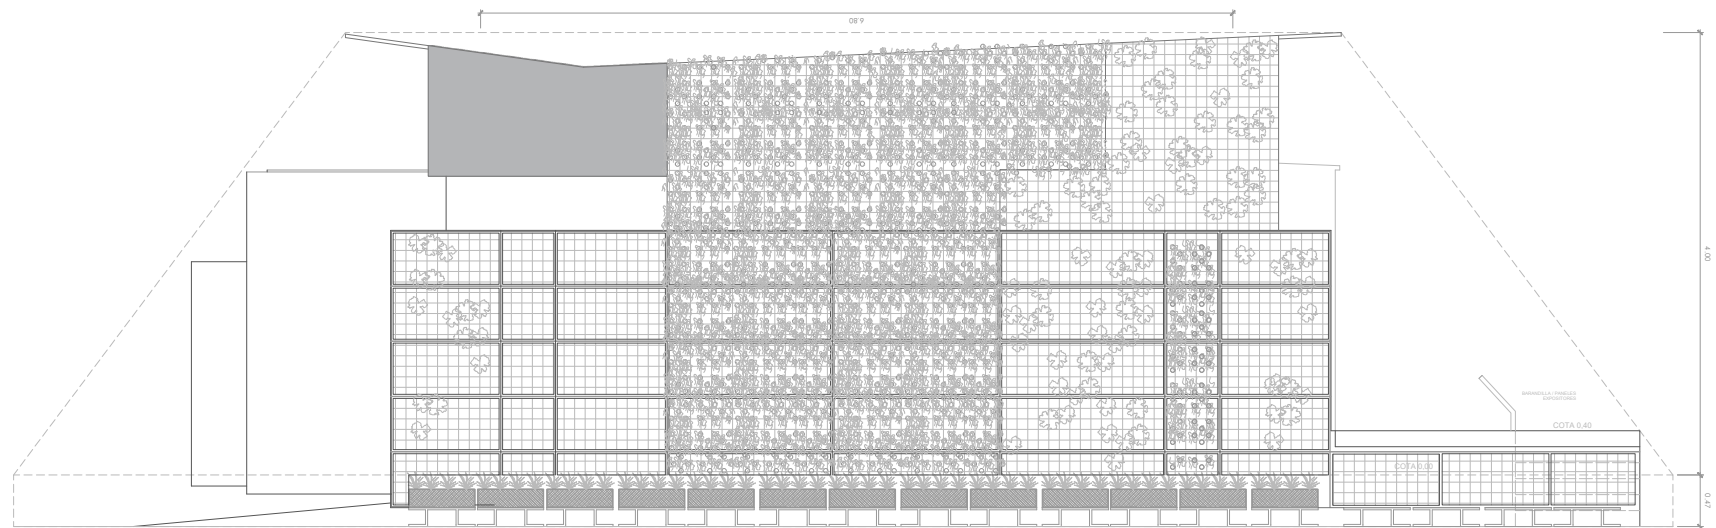 6.80
4.00
BARANDILLA / PANELES
EXPOSITORES
COTA 0,40
COTA 0,00
0.47